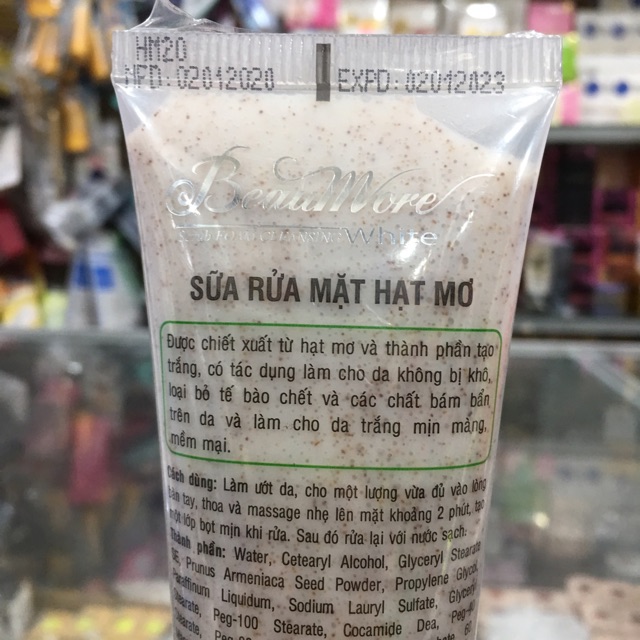 HM20
MFD: 02012020 EXPD: 02012023
BeautiMore
White
SỮA RỬA MẶT HẠT MƠ
Được chiết xuất từ hạt mơ và thành phần tạo
trắng, có tác dụng làm cho da không bị khô,
loại bỏ tế bào chết và các chất bám bẩn
trên da và làm cho da trắng mịn màng,
mềm mại.
Cách dùng: Làm ướt da, cho một lượng vừa đủ vào lòng
bàn tay, thoa và massage nhẹ lên mặt khoảng 2 phút, tạo
một lớp bọt mịn khi rửa. Sau đó rửa lại với nước sạch.
Thành phần: Water, Cetearyl Alcohol, Glyceryl Stearate
SE, Prunus Armeniaca Seed Powder, Propylene Glycol,
Paraffinum Liquidum, Sodium Lauryl Sulfate, Glyceryl
Stearate, Peg-100 Stearate, Cocamide Dea, Peg-40